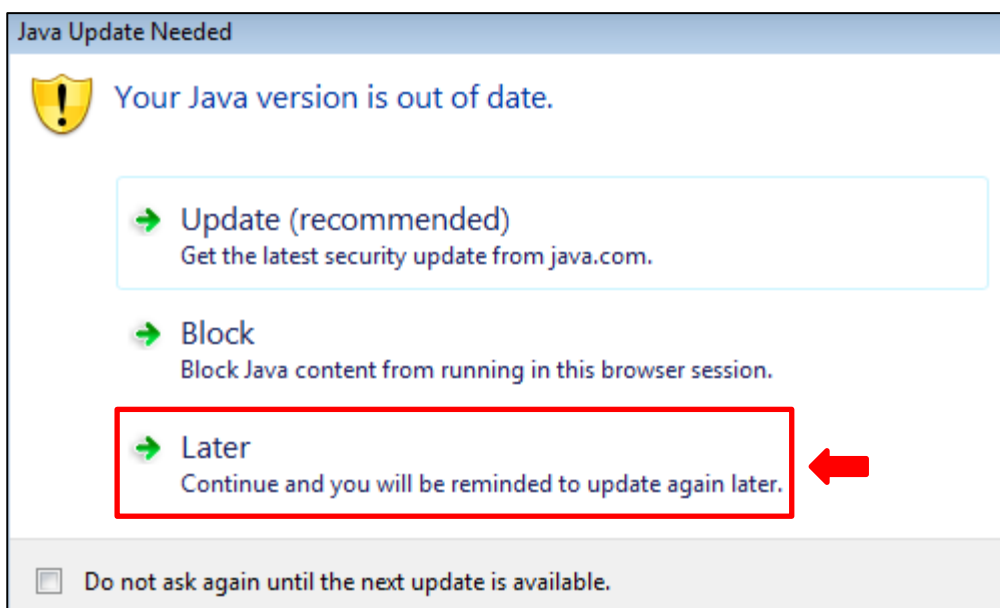 Java Update Needed
Your Java version is out of date.
Update (recommended)
Get the latest security update from java.com.
Block
Block Java content from running in this browser session.
Later
Continue and you will be reminded to update again later.
Do not ask again until the next update is available.